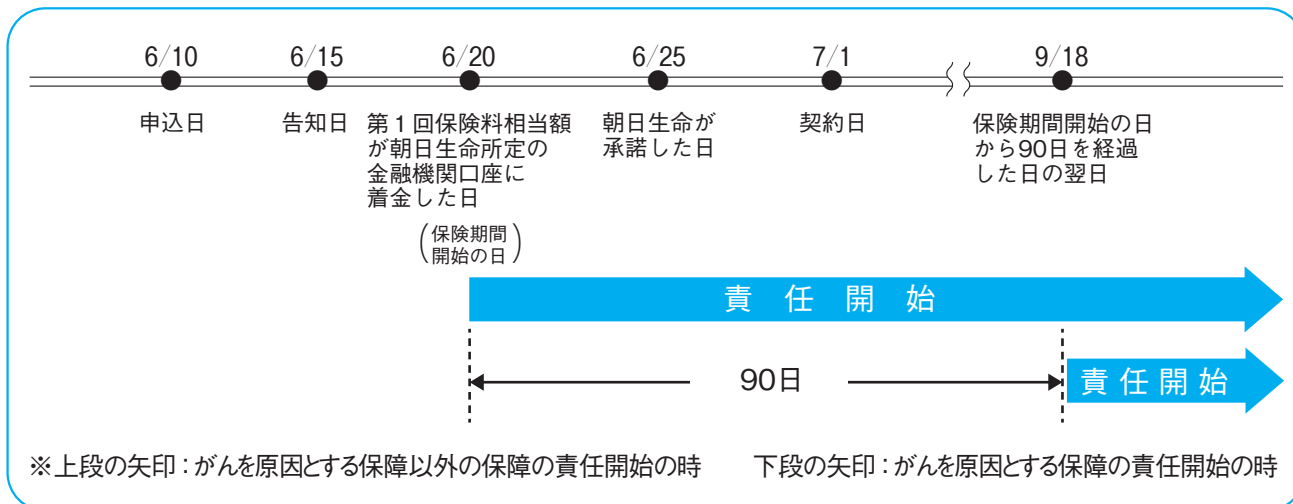 6/10
6/15
6/20
6/25
7/1
9/18
申込日
告知日
第1回保険料相当額
が朝日生命所定の
金融機関口座に
着金した日
(保険期間
開始の日)
朝日生命が
承諾した日
契約日
保険期間開始の日
から90日を経過
した日の翌日
責任開始
90日
責任開始
※上段の矢印:がんを原因とする保障以外の保障の責任開始の時
下段の矢印:がんを原因とする保障の責任開始の時